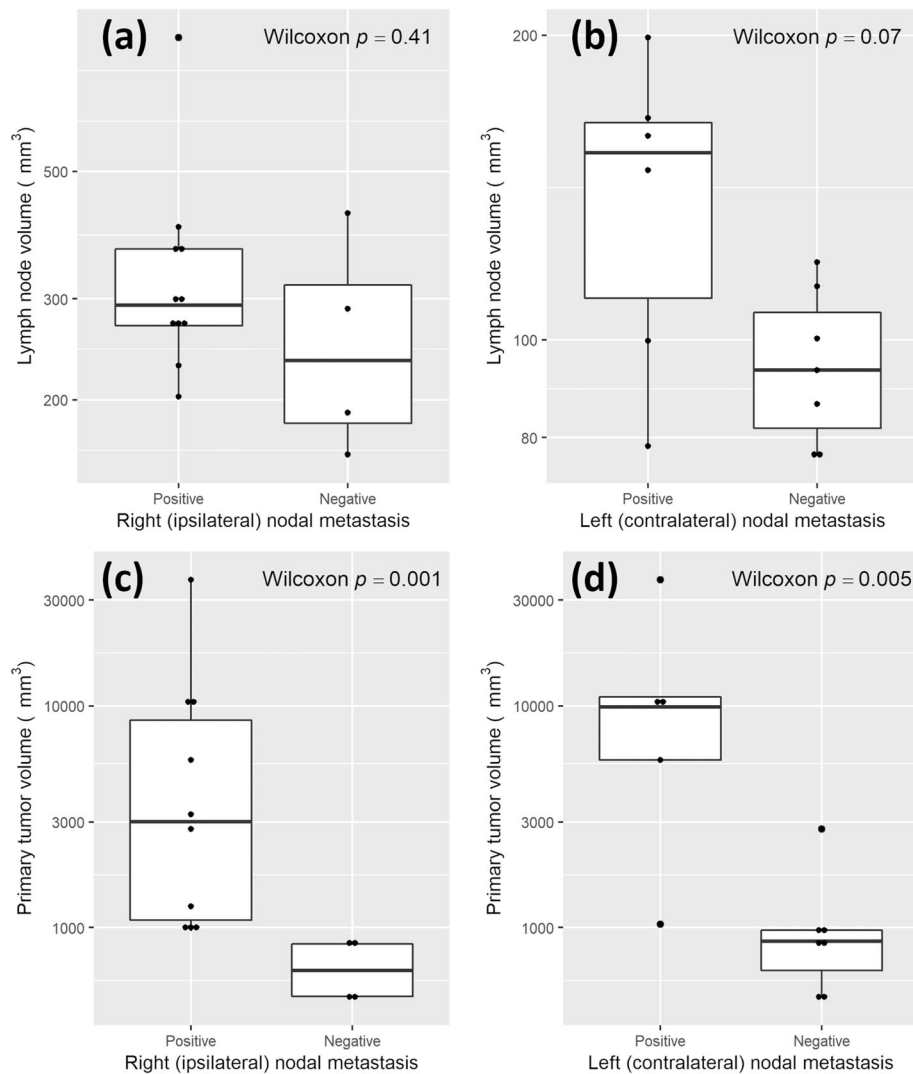 (a)
Wilcoxon p = 0.41
Lymph node volume ( mm³)
500
300
200
Positive
Negative
Right (ipsilateral) nodal metastasis
(b)
Wilcoxon p = 0.07
Lymph node volume ( mm³)
200
100
80
Positive
Negative
Left (contralateral) nodal metastasis
(c)
Wilcoxon p = 0.001
Primary tumor volume ( mm³)
30000
10000
3000
1000
Positive
Negative
Right (ipsilateral) nodal metastasis
(d)
Wilcoxon p = 0.005
Primary tumor volume ( mm³)
30000
10000
3000
1000
Positive
Negative
Left (contralateral) nodal metastasis